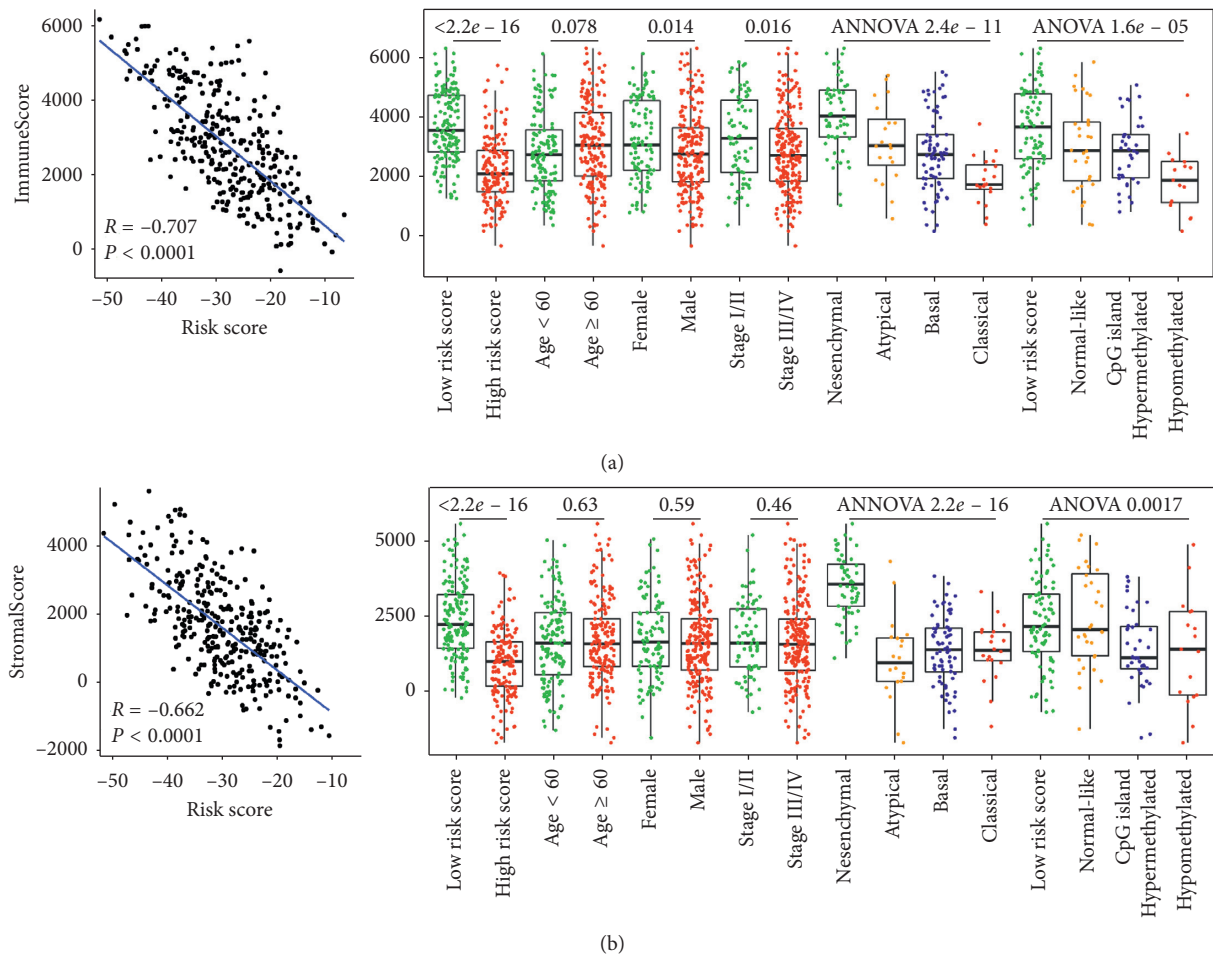 6000
4000
2000
0
ImmuneScore
R = −0.707
P < 0.0001
−50 −40 −30 −20 −10
Risk score
<2.2e − 16 0.078 0.014 0.016 ANNOVA 2.4e − 11 ANOVA 1.6e − 05
6000
4000
2000
0
Low risk score
High risk score
Age < 60
Age ≥ 60
Female
Male
Stage I/II
Stage III/IV
Nesenchymal
Atypical
Basal
Classical
Low risk score
Normal-like
CpG island
Hypermethylated
Hypomethylated
(a)
4000
2000
0
−2000
StromalScore
R = −0.662
P < 0.0001
−50 −40 −30 −20 −10
Risk score
<2.2e − 16 0.63 0.59 0.46 ANNOVA 2.2e − 16 ANOVA 0.0017
5000
2500
0
Low risk score
High risk score
Age < 60
Age ≥ 60
Female
Male
Stage I/II
Stage III/IV
Nesenchymal
Atypical
Basal
Classical
Low risk score
Normal-like
CpG island
Hypermethylated
Hypomethylated
(b)